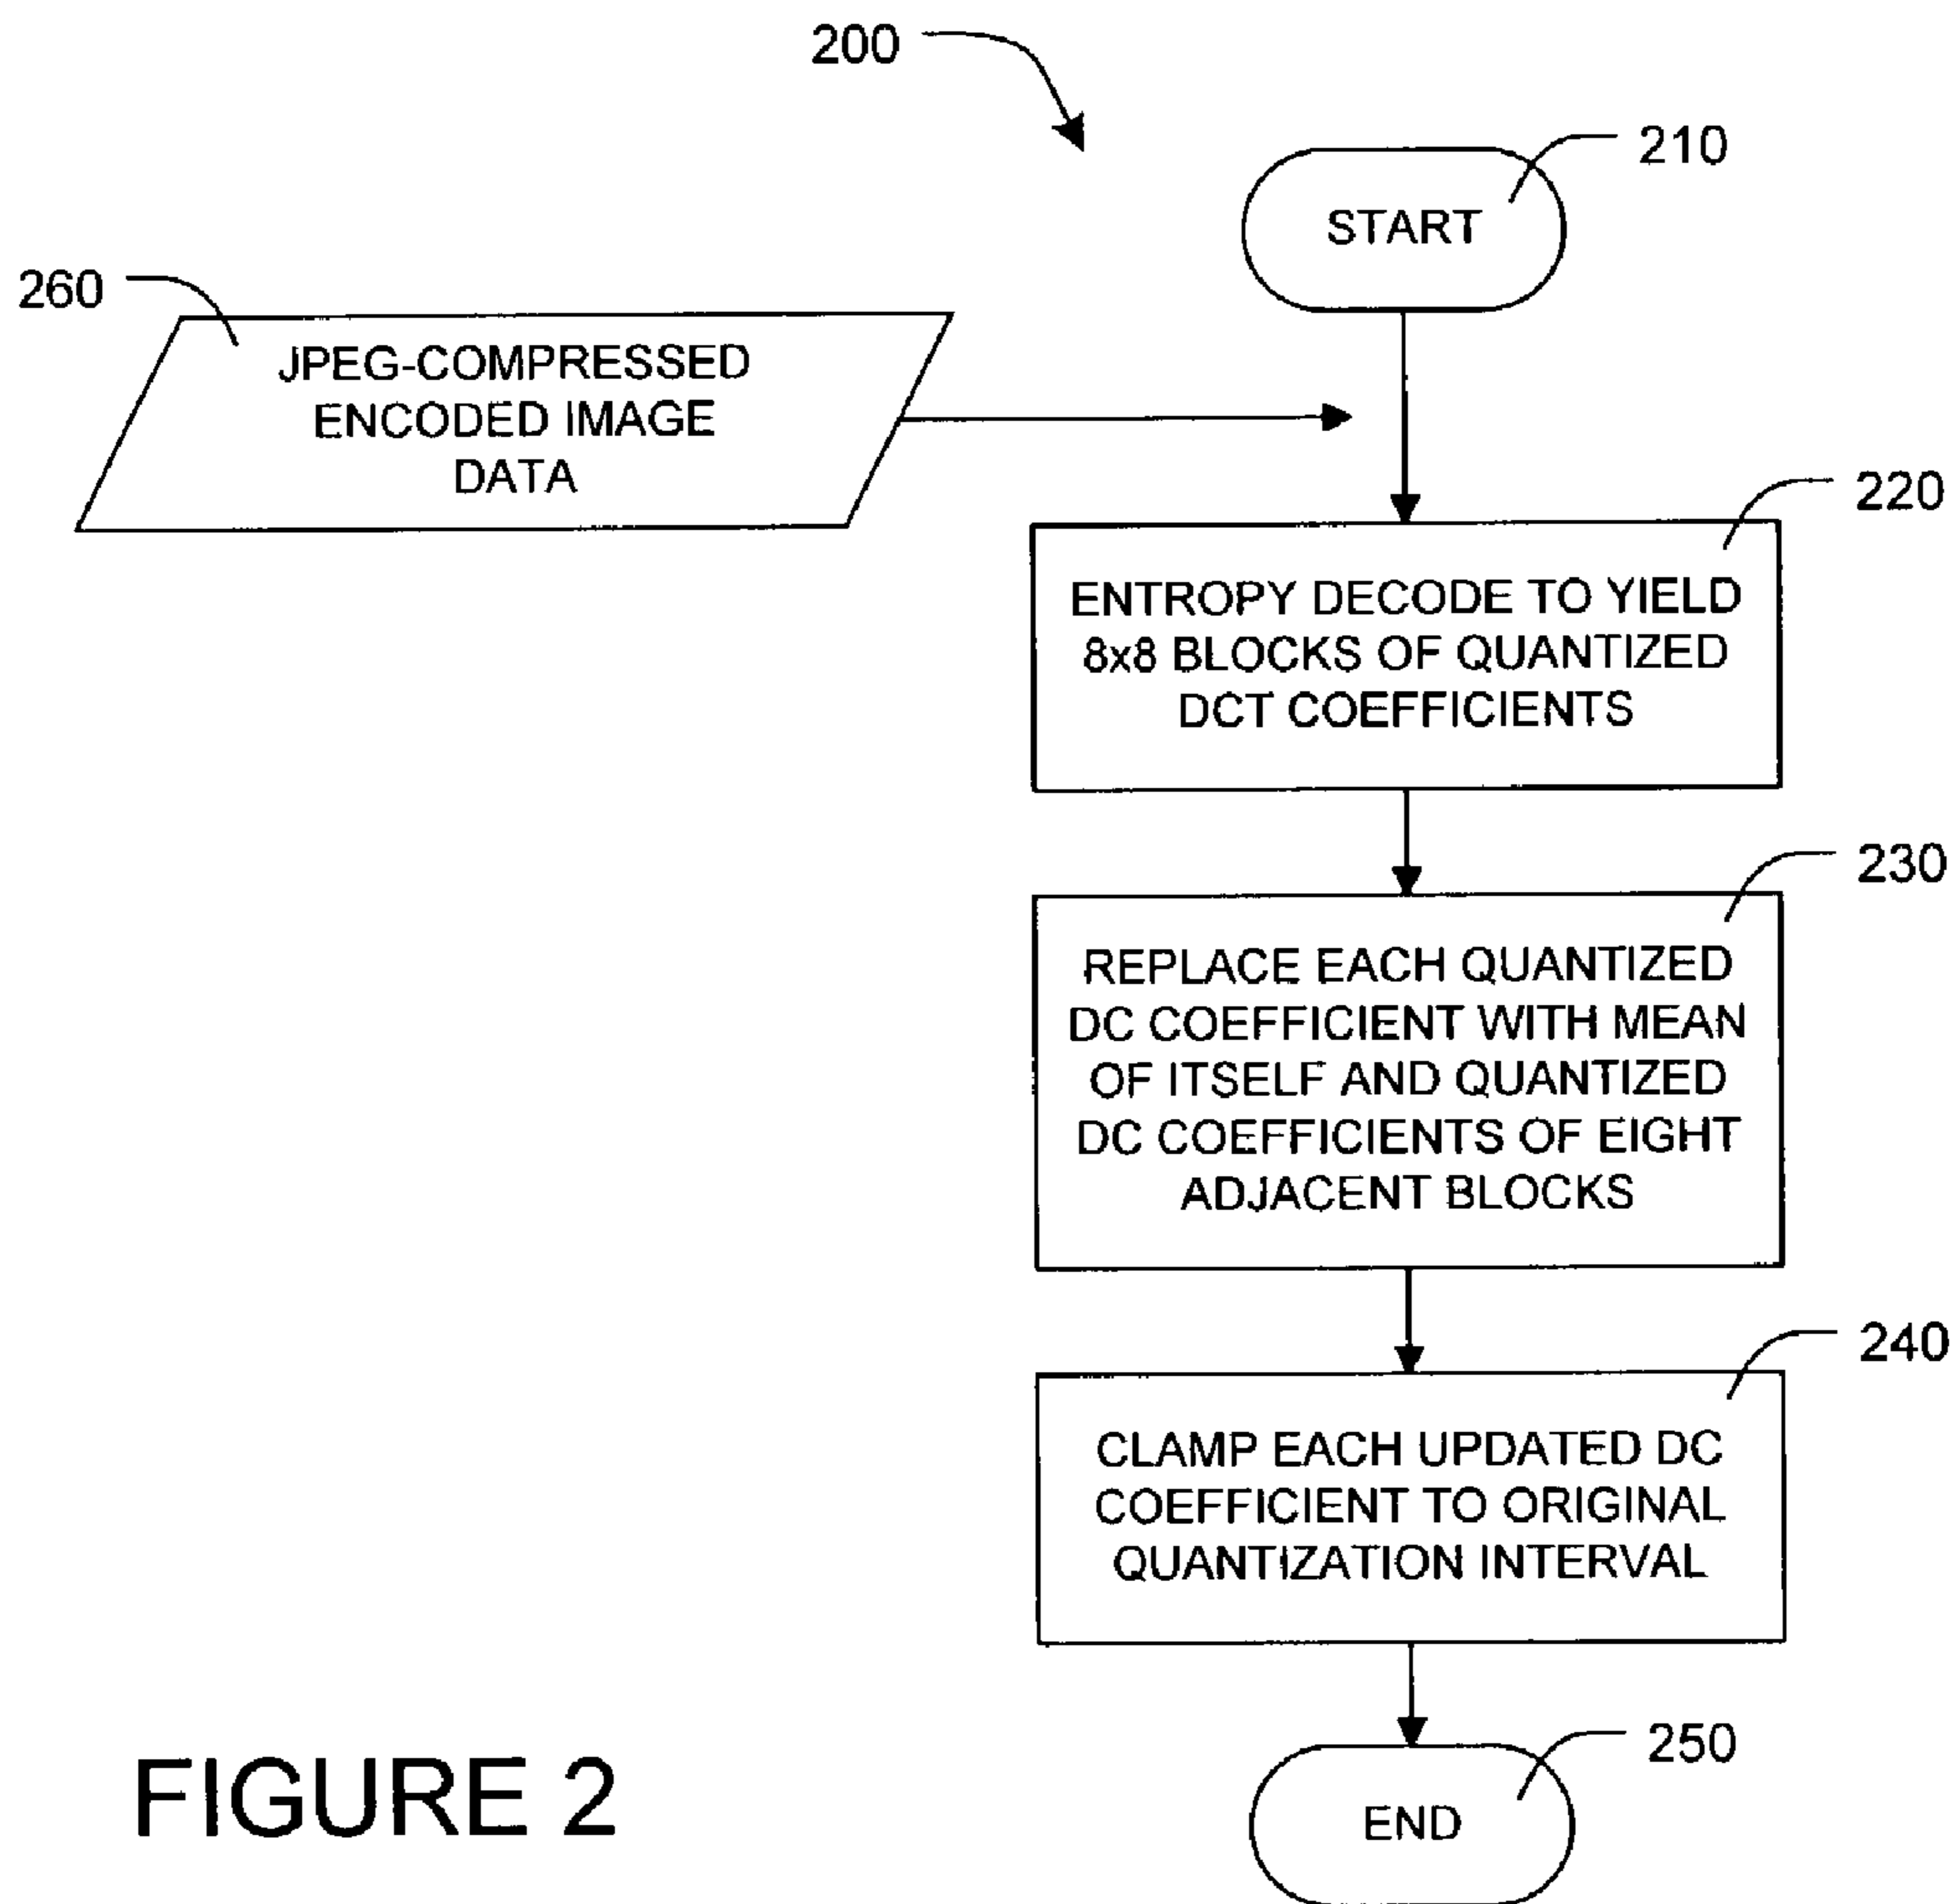 200
210
START
260
JPEG-COMPRESSED
ENCODED IMAGE
DATA
220
ENTROPY DECODE TO YIELD
8x8 BLOCKS OF QUANTIZED
DCT COEFFICIENTS
230
REPLACE EACH QUANTIZED
DC COEFFICIENT WITH MEAN
OF ITSELF AND QUANTIZED
DC COEFFICIENTS OF EIGHT
ADJACENT BLOCKS
240
CLAMP EACH UPDATED DC
COEFFICIENT TO ORIGINAL
QUANTIZATION INTERVAL
250
END
FIGURE 2